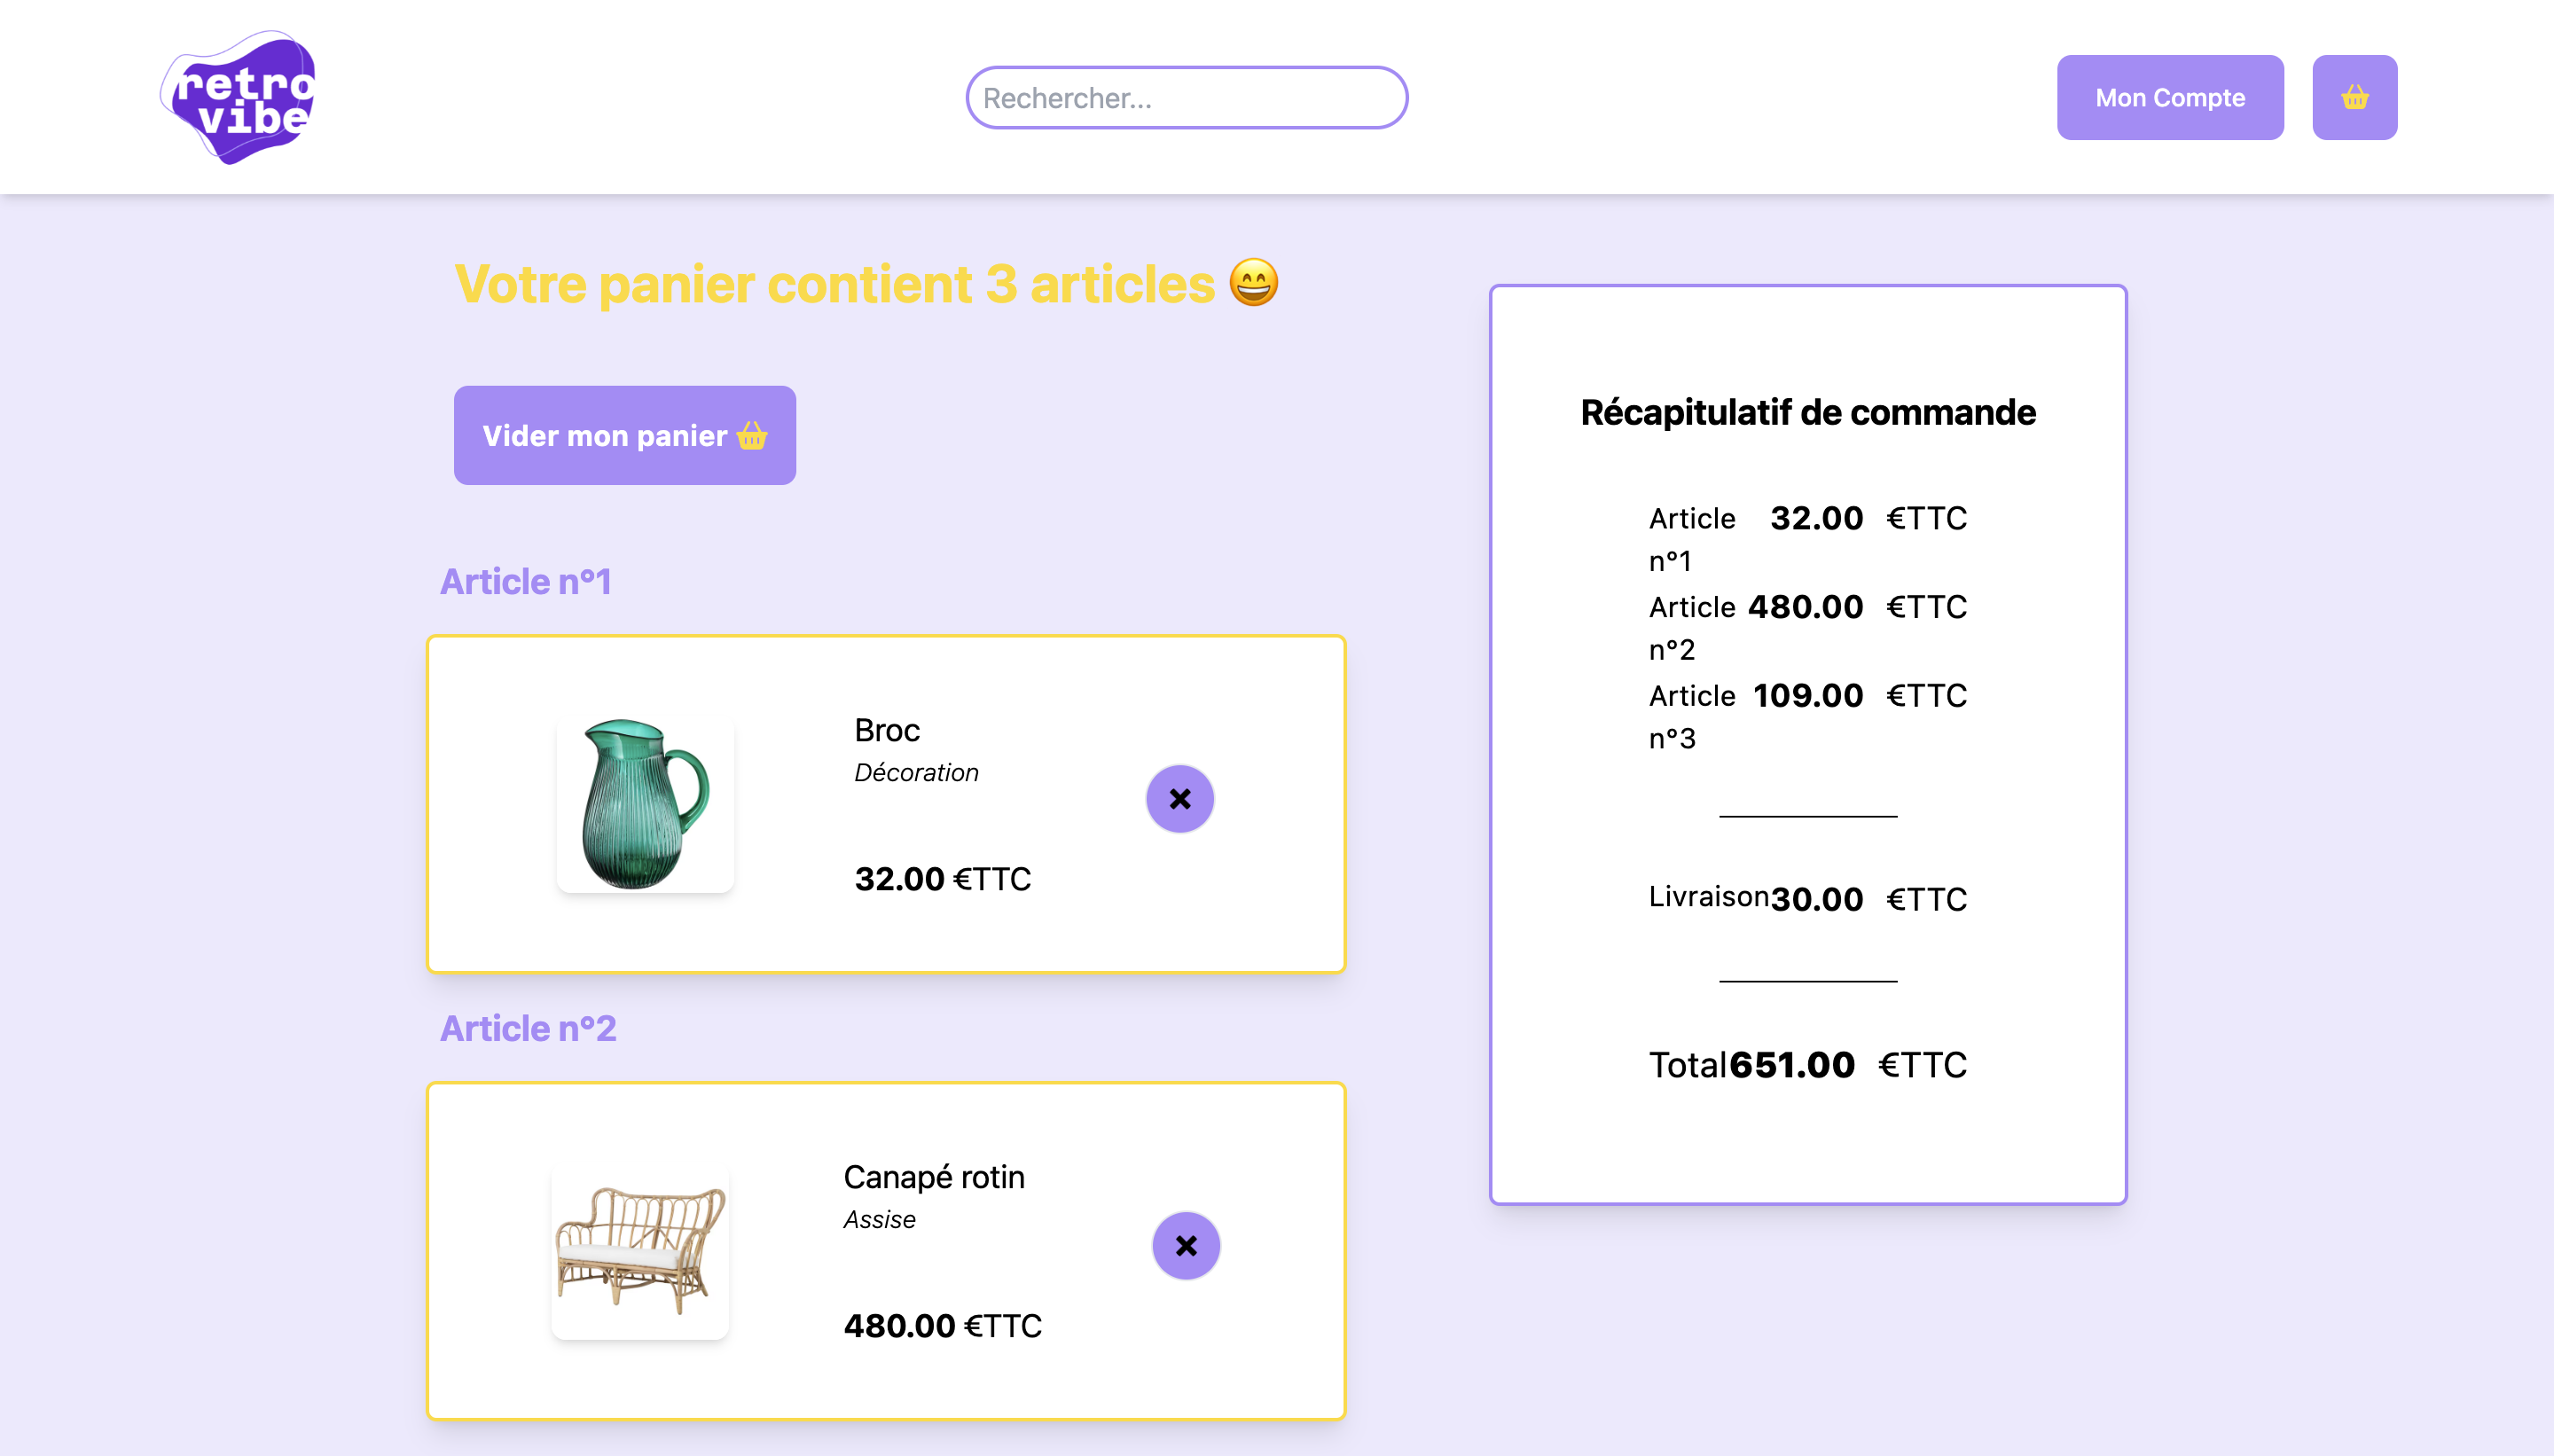 retro
vibe
Rechercher...
Mon Compte
Votre panier contient 3 articles 😄
Vider mon panier
Article n°1
Broc
Décoration
32.00 €TTC
Article n°2
Canapé rotin
Assise
480.00 €TTC
Récapitulatif de commande
Article 32.00 €TTC
n°1
Article 480.00 €TTC
n°2
Article 109.00 €TTC
n°3
Livraison 30.00 €TTC
Total 651.00 €TTC